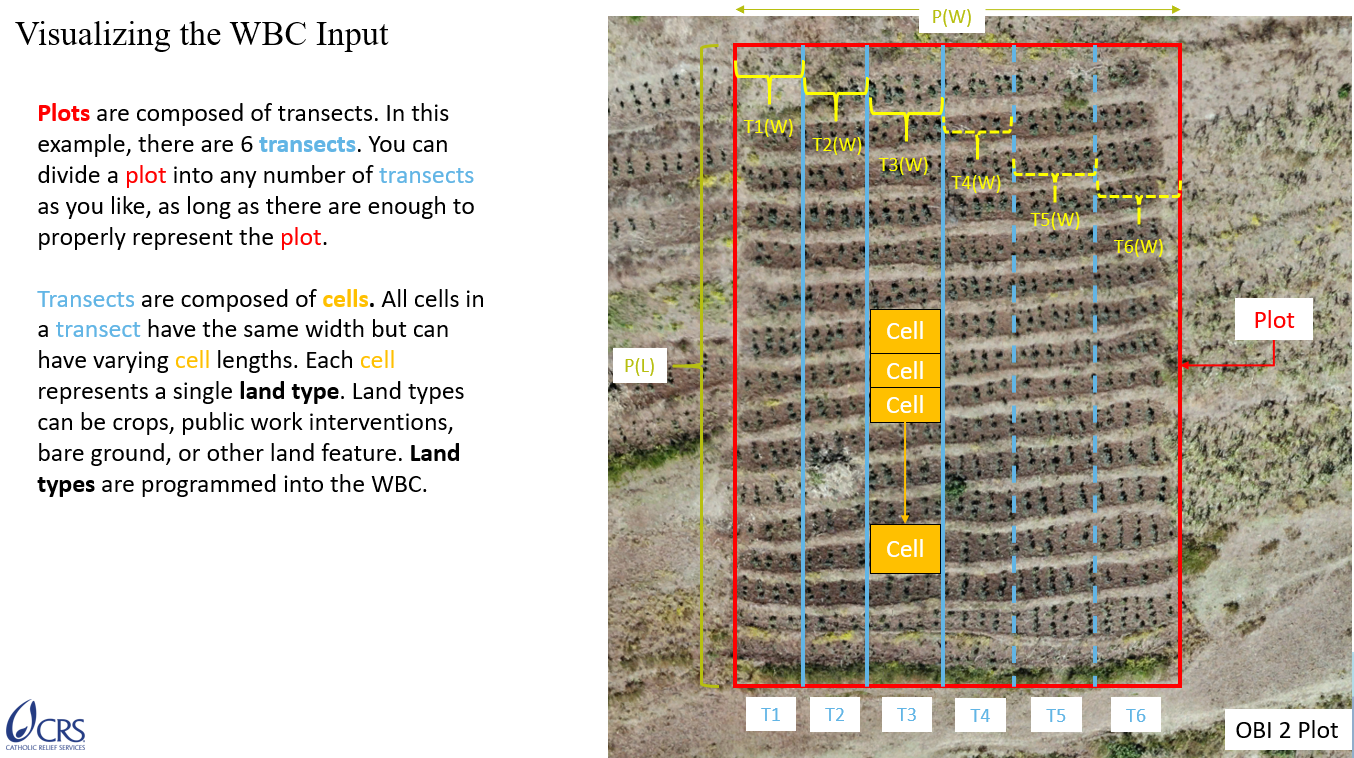 Visualizing the WBC Input
Plots are composed of transects. In this
example, there are 6 transects. You can
divide a plot into any number of transects
as you like, as long as there are enough to
properly represent the plot.
Transects are composed of cells. All cells in
a transect have the same width but can
have varying cell lengths. Each cell
represents a single land type. Land types
can be crops, public work interventions,
bare ground, or other land feature. Land
types are programmed into the WBC.
CRS
CATHOLIC RELIEF SERVICES
P(W)
T1(W)
T2(W)
T3(W)
T4(W)
T5(W)
T6(W)
Plot
Cell
P(L)
Cell
Cell
Cell
T1
T2
T3
T4
T5
T6
OBI 2 Plot